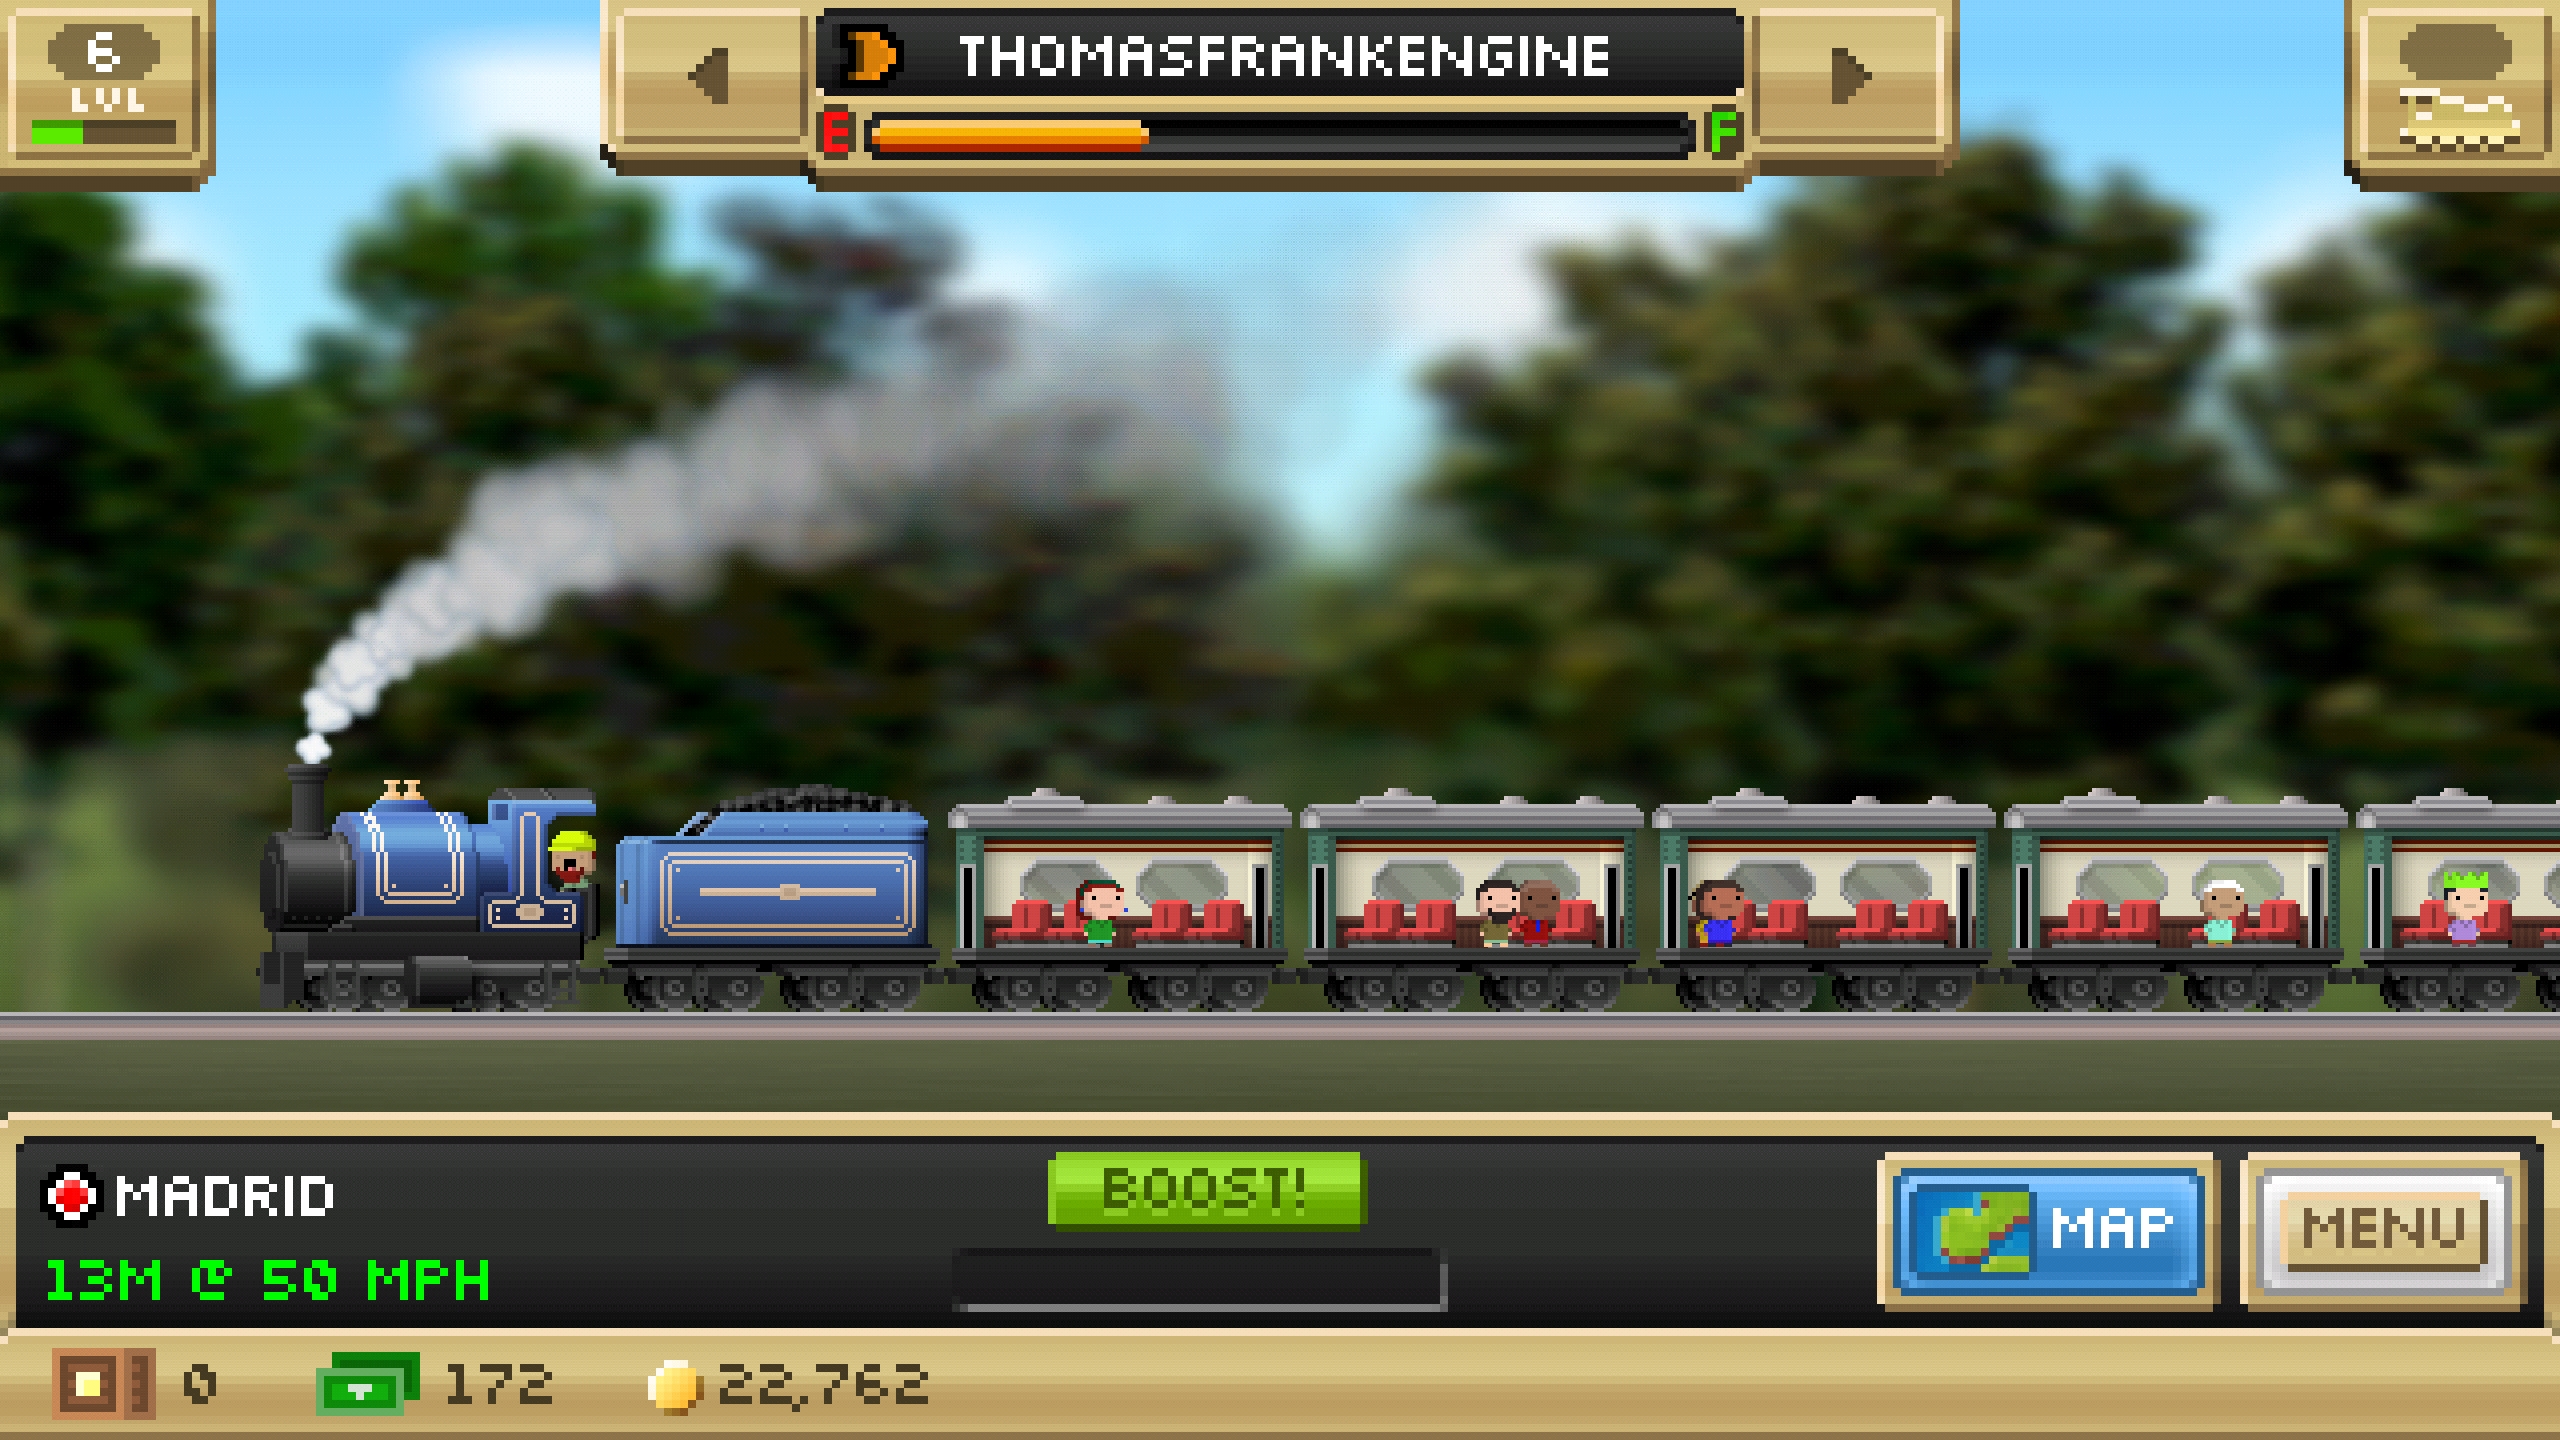 6
LVL
THOMASFRANKENGINE
E F
MADRID
13M @ 50 MPH
BOOST!
MAP
MENU
0 172 22,762